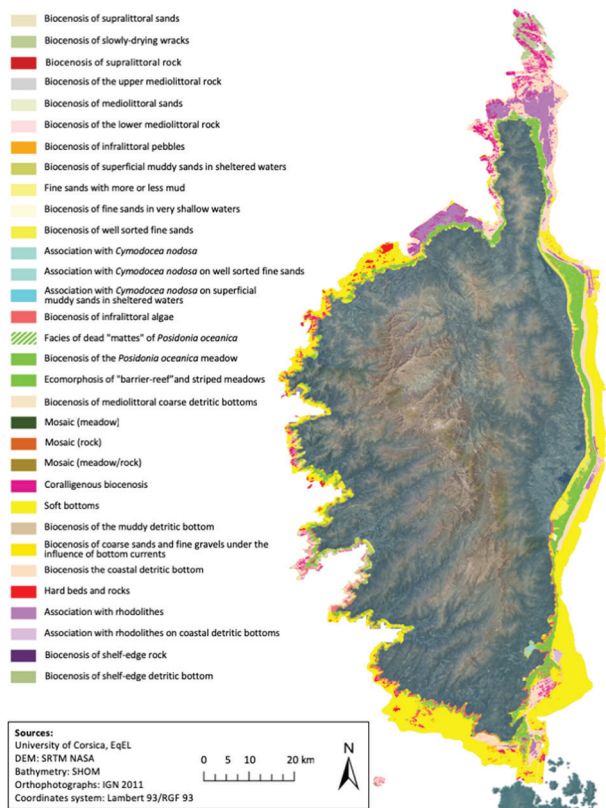 Biocenosis of supralittoral sands
Biocenosis of slowly-drying wracks
Biocenosis of supralittoral rock
Biocenosis of the upper mediolittoral rock
Biocenosis of mediolittoral sands
Biocenosis of the lower mediolittoral rock
Biocenosis of infralittoral pebbles
Biocenosis of superficial muddy sands in sheltered waters
Fine sands with more or less mud
Biocenosis of fine sands in very shallow waters
Biocenosis of well sorted fine sands
Association with Cymodocea nodosa
Association with Cymodocea nodosa on well sorted fine sands
Association with Cymodocea nodosa on superficial
muddy sands in sheltered waters
Biocenosis of infralittoral algae
Facies of dead "mattes" of Posidonia oceanica
Biocenosis of the Posidonia oceanica meadow
Ecomorphosis of "barrier-reef"and striped meadows
Biocenosis of mediolittoral coarse detritic bottoms
Mosaic (meadow)
Mosaic (rock)
Mosaic (meadow/rock)
Coralligenous biocenosis
Soft bottoms
Biocenosis of the muddy detritic bottom
Biocenosis of coarse sands and fine gravels under the
influence of bottom currents
Biocenosis the coastal detritic bottom
Hard beds and rocks
Association with rhodolithes
Association with rhodolithes on coastal detritic bottoms
Biocenosis of shelf-edge rock
Biocenosis of shelf-edge detritic bottom
Sources:
University of Corsica, EqEL
DEM: SRTM NASA
Bathymetry: SHOM
Orthophotographs: IGN 2011
Coordinates system: Lambert 93/RGF 93
0 5 10 20 km
N